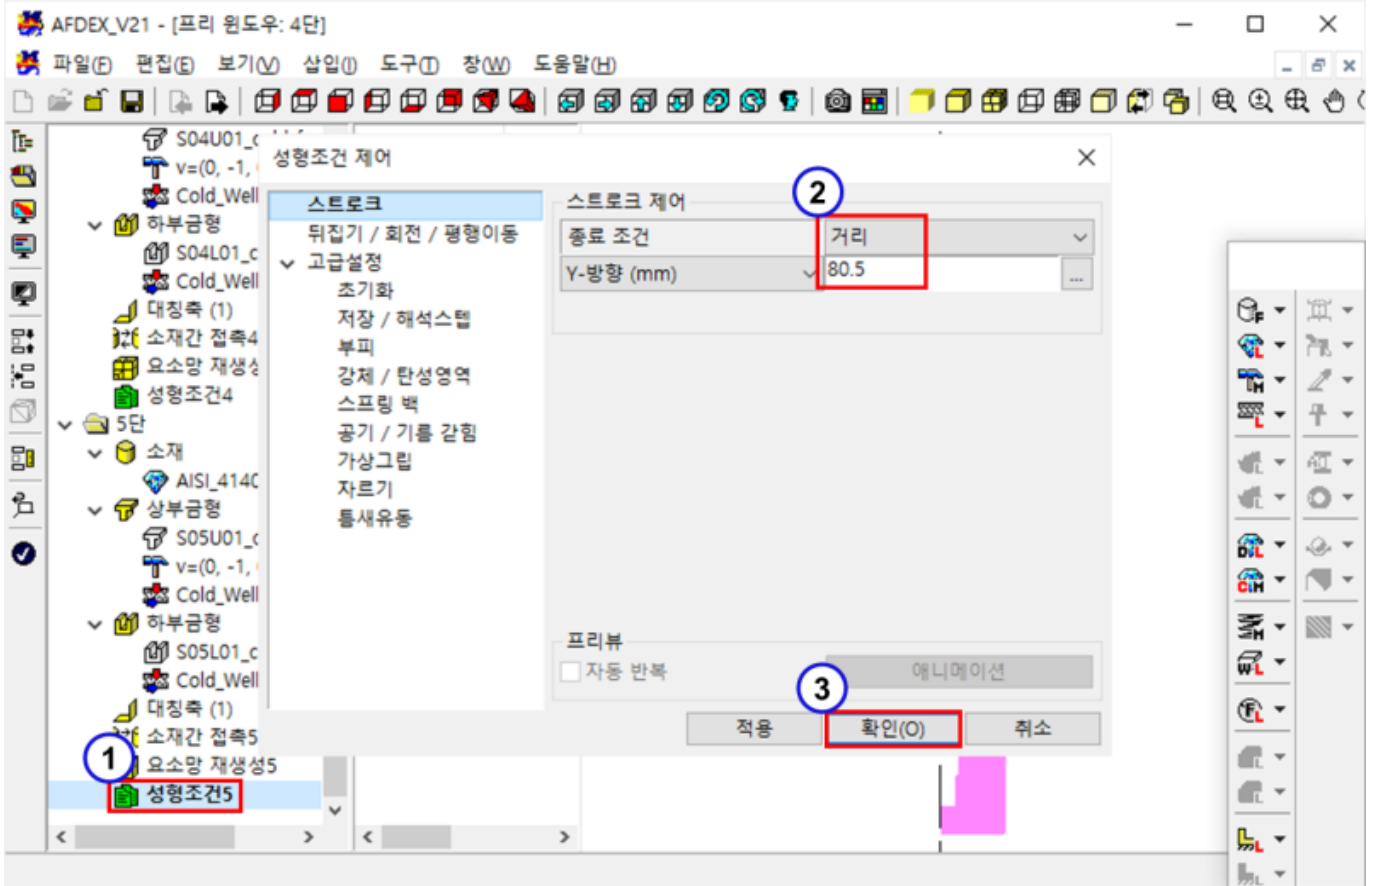 AFDEX_V21 - [프리 윈도우: 4단]
파일(F) 편집(E) 보기(V) 삽입(I) 도구(T) 창(W) 도움말(H)
S04U01_c
v=(0, -1,
Cold_Well
하부금형
S04L01_c
Cold_Well
대칭축 (1)
소재간 접촉4
요소망 재생성
성형조건4
5단
소재
AISI_4140
상부금형
S05U01_c
v=(0, -1,
Cold_Well
하부금형
S05L01_c
Cold_Well
대칭축 (1)
소재간 접촉5
요소망 재생성5
1
성형조건5
성형조건 제어
스트로크
뒤집기 / 회전 / 평행이동
고급설정
초기화
저장 / 해석스텝
부피
강체 / 탄성영역
스프링 백
공기 / 기름 갇힘
가상그립
자르기
틈새유동
스트로크 제어
2
종료 조건 거리
Y-방향 (mm) 80.5 ...
프리뷰
자동 반복 애니메이션
3
적용 확인(O) 취소